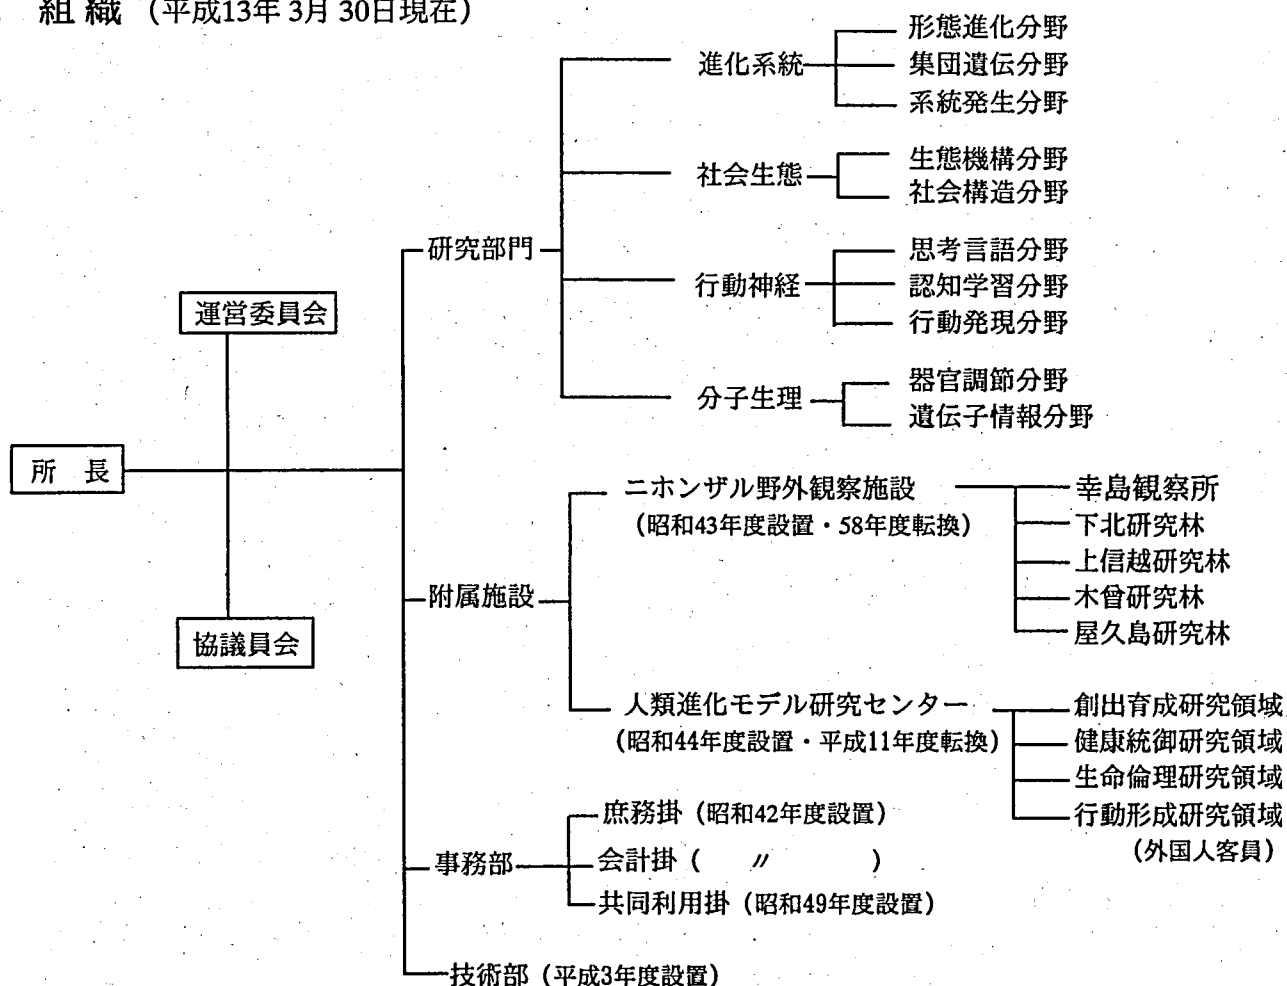 組織（平成13年3月30日現在）
形態進化分野
進化系統
集団遺伝分野
系統発生分野
生態機構分野
社会生態
社会構造分野
研究部門
思考言語分野
行動神経
認知学習分野
行動発現分野
運営委員会
器官調節分野
分子生理
遺伝子情報分野
所　長
ニホンザル野外観察施設
（昭和43年度設置・58年度転換）
幸島観察所
下北研究林
上信越研究林
木曾研究林
屋久島研究林
附属施設
協議員会
人類進化モデル研究センター
（昭和44年度設置・平成11年度転換）
創出育成研究領域
健康統御研究領域
生命倫理研究領域
行動形成研究領域
（外国人客員）
庶務掛（昭和42年度設置）
事務部
会計掛（　〃　）
共同利用掛（昭和49年度設置）
技術部（平成3年度設置）